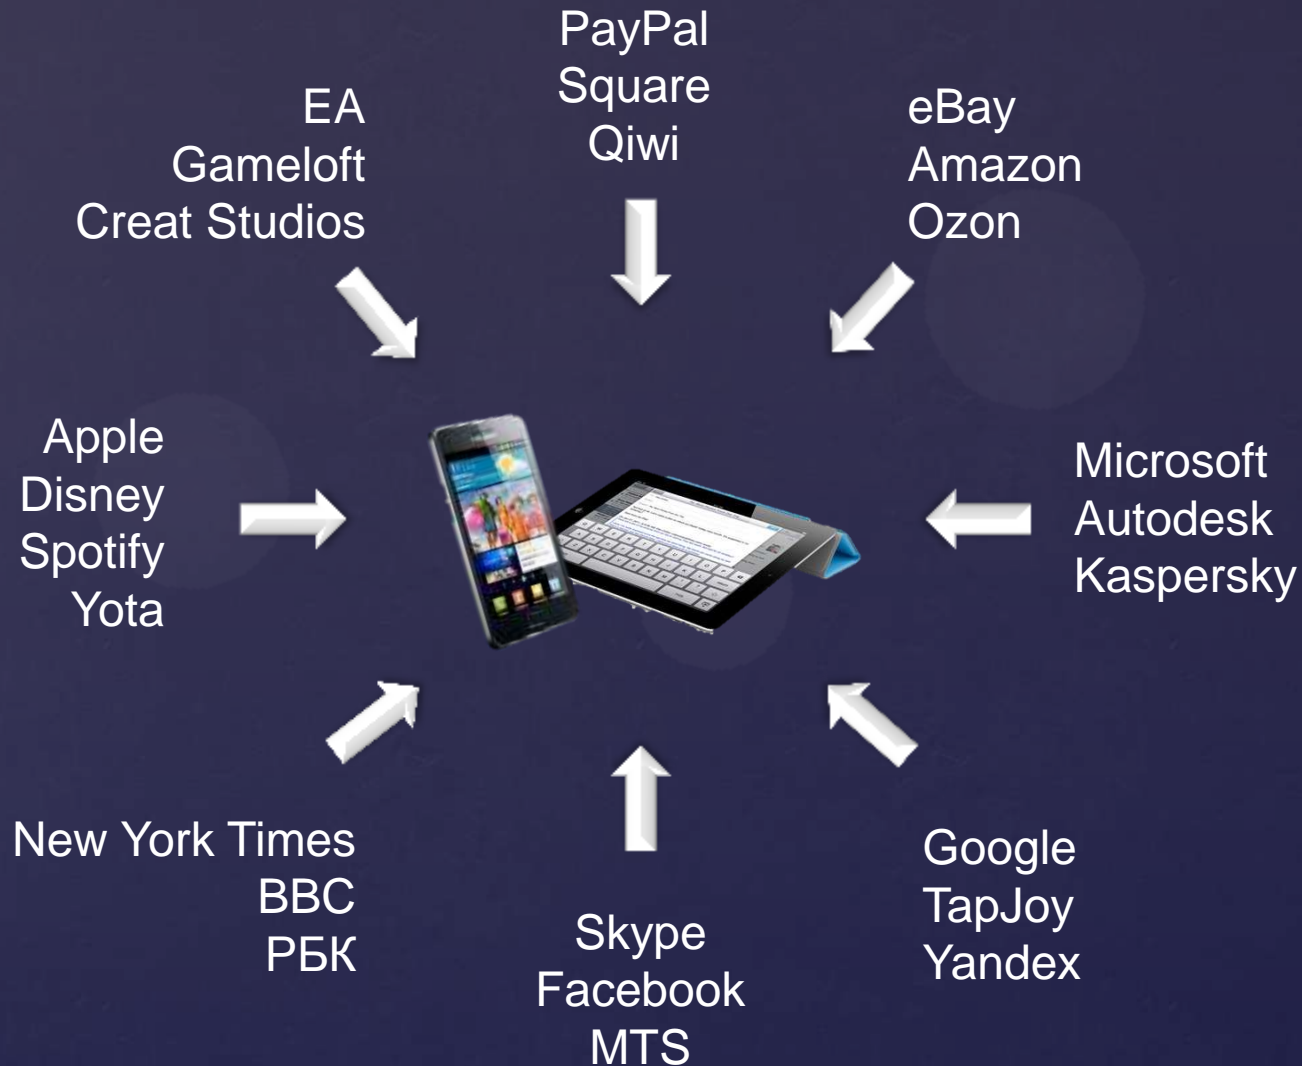 PayPal
Square
Qiwi
EA
Gameloft
Creat Studios
eBay
Amazon
Ozon
Apple
Disney
Spotify
Yota
Microsoft
Autodesk
Kaspersky
New York Times
BBC
РБК
Skype
Facebook
MTS
Google
TapJoy
Yandex